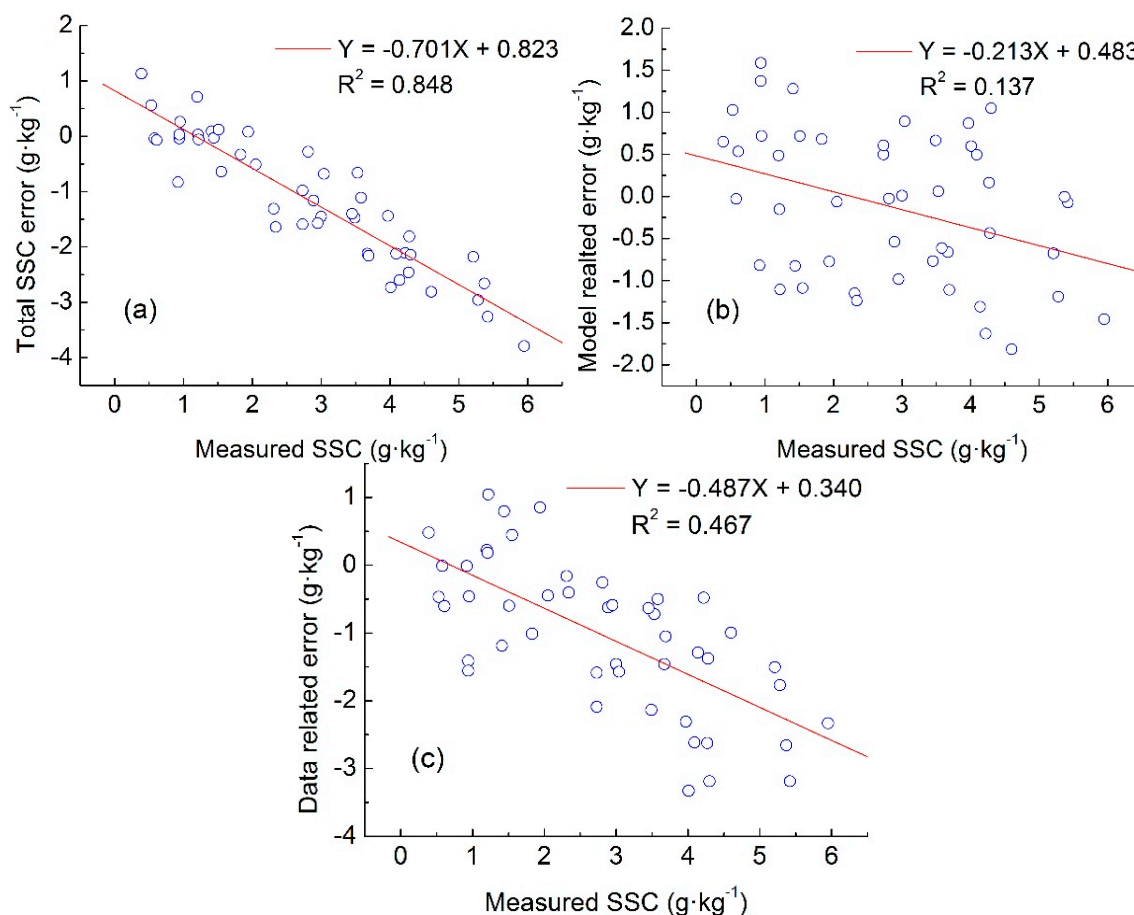 2
1
0
-1
-2
-3
-4
Total SSC error (g·kg⁻¹)
Y = -0.701X + 0.823
R² = 0.848
(a)
0 1 2 3 4 5 6
Measured SSC (g·kg⁻¹)
2.0
1.5
1.0
0.5
0.0
-0.5
-1.0
-1.5
-2.0
Model realted error (g·kg⁻¹)
Y = -0.213X + 0.483
R² = 0.137
(b)
0 1 2 3 4 5 6
Measured SSC (g·kg⁻¹)
1
0
-1
-2
-3
-4
Data related error (g·kg⁻¹)
Y = -0.487X + 0.340
R² = 0.467
(c)
0 1 2 3 4 5 6
Measured SSC (g·kg⁻¹)